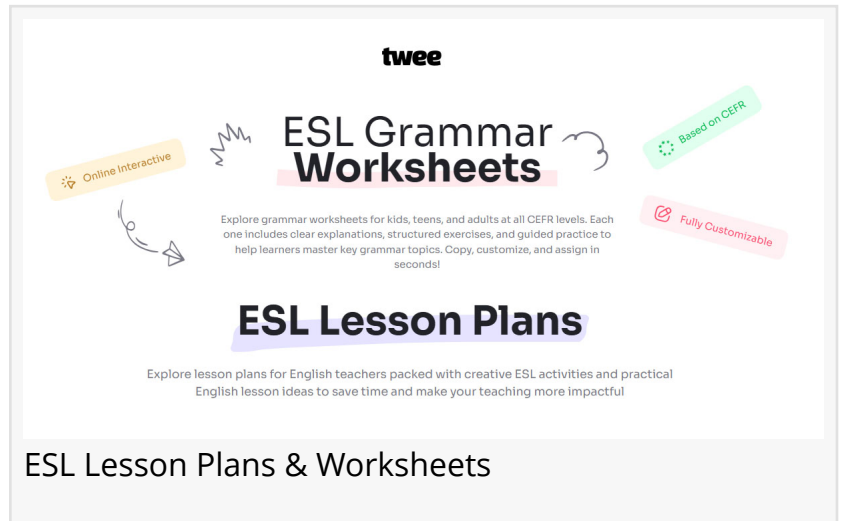 twee
ESL Grammar
Worksheets
Online Interactive
Based on CEFR
Fully Customizable
Explore grammar worksheets for kids, teens, and adults at all CEFR levels. Each
one includes clear explanations, structured exercises, and guided practice to
help learners master key grammar topics. Copy, customize, and assign in
seconds!
ESL Lesson Plans
Explore lesson plans for English teachers packed with creative ESL activities and practical
English lesson ideas to save time and make your teaching more impactful
ESL Lesson Plans & Worksheets